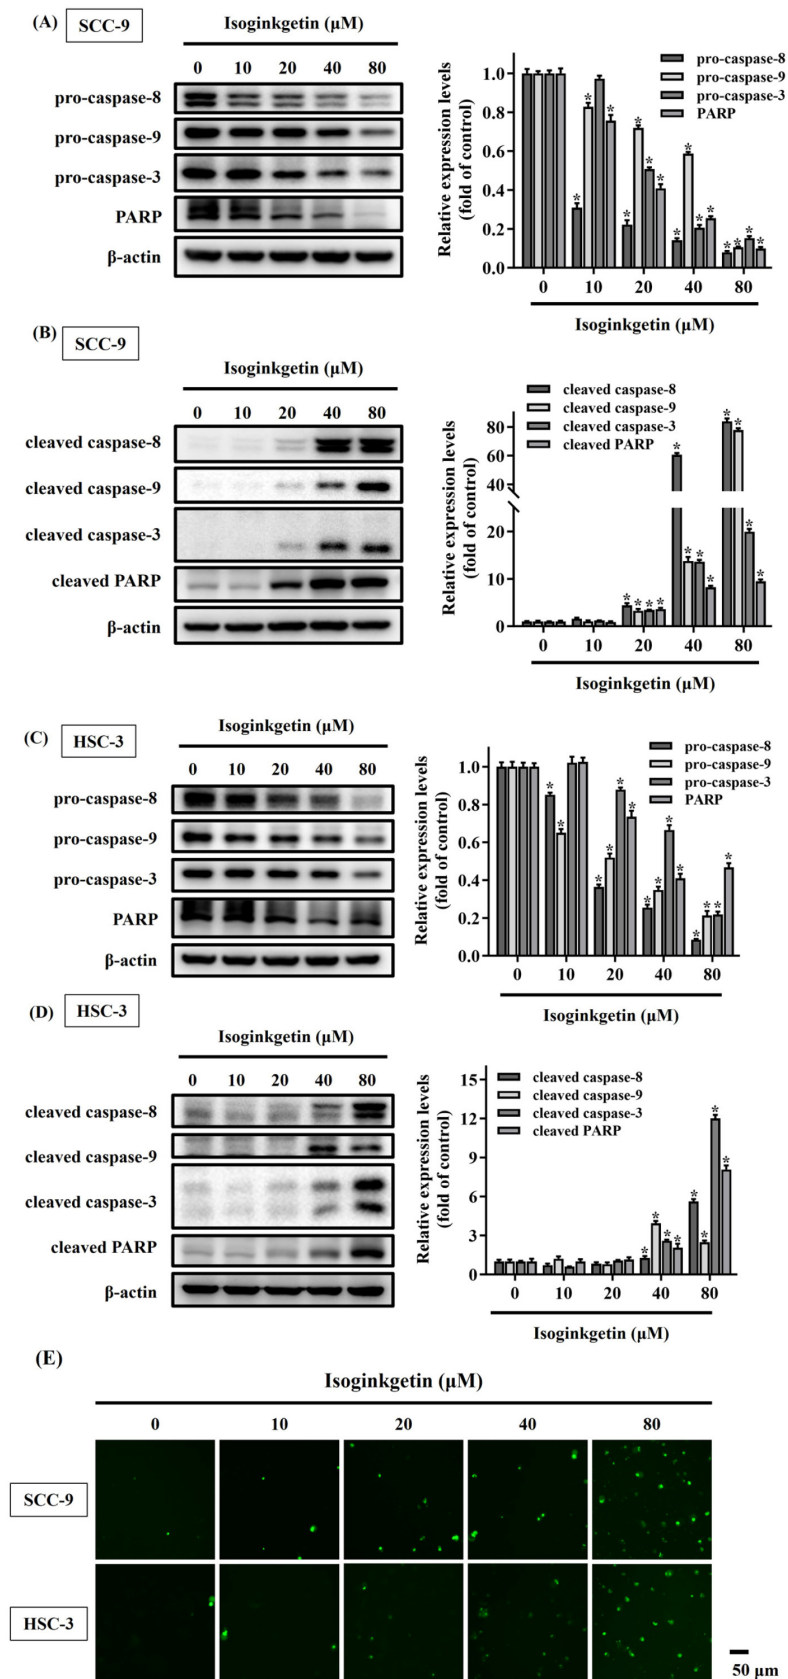 (A) SCC-9
Isoginkgetin (μM)
0 10 20 40 80
pro-caspase-8
pro-caspase-9
pro-caspase-3
PARP
β-actin
Relative expression levels
(fold of control)
1.0
0.8
0.6
0.4
0.2
0.0
pro-caspase-8
pro-caspase-9
pro-caspase-3
PARP
* * * * * * * * * * * * * * *
0 10 20 40 80
Isoginkgetin (μM)
(B) SCC-9
Isoginkgetin (μM)
0 10 20 40 80
cleaved caspase-8
cleaved caspase-9
cleaved caspase-3
cleaved PARP
β-actin
Relative expression levels
(fold of control)
80
60
40
20
10
0
cleaved caspase-8
cleaved caspase-9
cleaved caspase-3
cleaved PARP
* * * * * * * * * * * *
0 10 20 40 80
Isoginkgetin (μM)
(C) HSC-3
Isoginkgetin (μM)
0 10 20 40 80
pro-caspase-8
pro-caspase-9
pro-caspase-3
PARP
β-actin
Relative expression levels
(fold of control)
1.0
0.8
0.6
0.4
0.2
0.0
pro-caspase-8
pro-caspase-9
pro-caspase-3
PARP
* * * * * * * * * * * * * *
0 10 20 40 80
Isoginkgetin (μM)
(D) HSC-3
Isoginkgetin (μM)
0 10 20 40 80
cleaved caspase-8
cleaved caspase-9
cleaved caspase-3
cleaved PARP
β-actin
Relative expression levels
(fold of control)
15
12
9
6
3
0
cleaved caspase-8
cleaved caspase-9
cleaved caspase-3
cleaved PARP
* * * * * * * *
0 10 20 40 80
Isoginkgetin (μM)
(E)
Isoginkgetin (μM)
0 10 20 40 80
SCC-9
HSC-3
50 μm